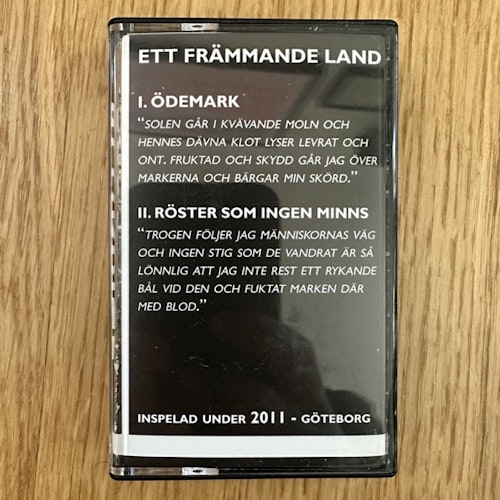 ETT FRÄMMANDE LAND
I. ÖDEMARK
“SOLEN GÅR I KVÄVANDE MOLN OCH
HENNES DÄVNA KLOT LYSER LEVRAT OCH
ONT. FRUKTAD OCH SKYDD GÅR JAG ÖVER
MARKERNA OCH BÄRGAR MIN SKÖRD.”
II. RÖSTER SOM INGEN MINNS
“TROGEN FÖLJER JAG MÄNNISKORNAS VÄG
OCH INGEN STIG SOM DE VANDRAT ÄR SÅ
LÖNNLIG ATT JAG INTE REST ETT RYKANDE
BÅL VID DEN OCH FUKTAT MARKEN DÄR
MED BLOD.”
INSPELAD UNDER 2011 - GÖTEBORG